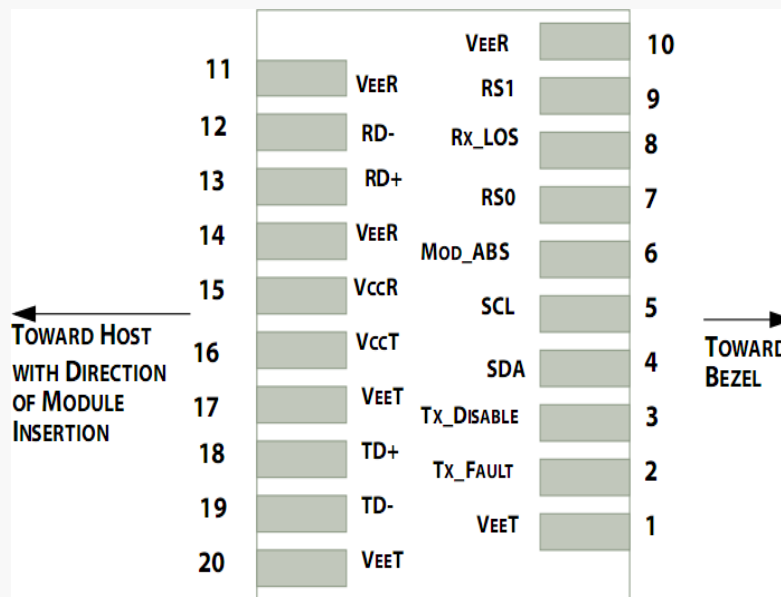 11 VEER
12 RD-
13 RD+
14 VEER
15 VCCR
16 VCCT
17 VEET
18 TD+
19 TD-
20 VEET
VEER 10
RS1 9
RX_LOS 8
RS0 7
MOD_ABS 6
SCL 5
SDA 4
TX_DISABLE 3
TX_FAULT 2
VEET 1
TOWARD HOST
WITH DIRECTION
OF MODULE
INSERTION
TOWARD
BEZEL